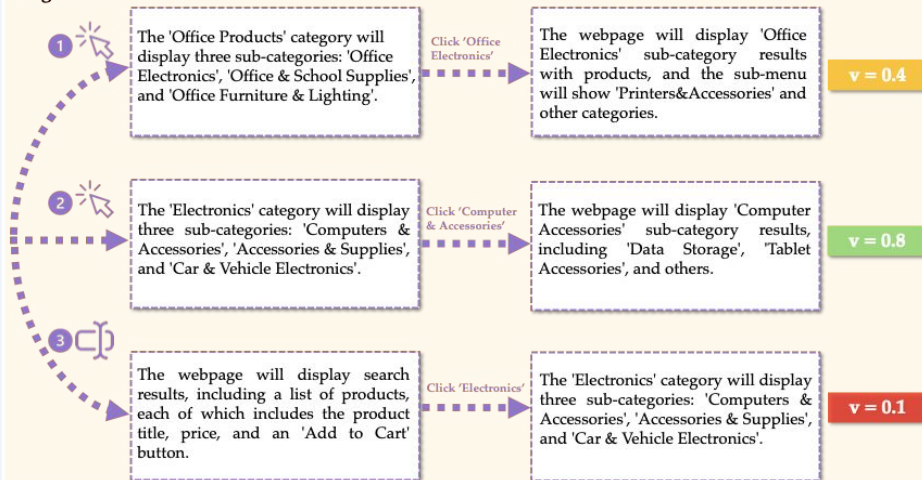 1
The 'Office Products' category will
display three sub-categories: 'Office
Electronics', 'Office & School Supplies',
and 'Office Furniture & Lighting'.
Click 'Office
Electronics'
The webpage will display 'Office
Electronics' sub-category results
with products, and the sub-menu
will show 'Printers&Accessories' and
other categories.
v = 0.4
2
The 'Electronics' category will display
three sub-categories: 'Computers &
Accessories', 'Accessories & Supplies',
and 'Car & Vehicle Electronics'.
Click 'Computer
& Accessories'
The webpage will display 'Computer
Accessories' sub-category results,
including 'Data Storage', 'Tablet
Accessories', and others.
v = 0.8
3
The webpage will display search
results, including a list of products,
each of which includes the product
title, price, and an 'Add to Cart'
button.
Click 'Electronics'
The 'Electronics' category will display
three sub-categories: 'Computers &
Accessories', 'Accessories & Supplies',
and 'Car & Vehicle Electronics'.
v = 0.1